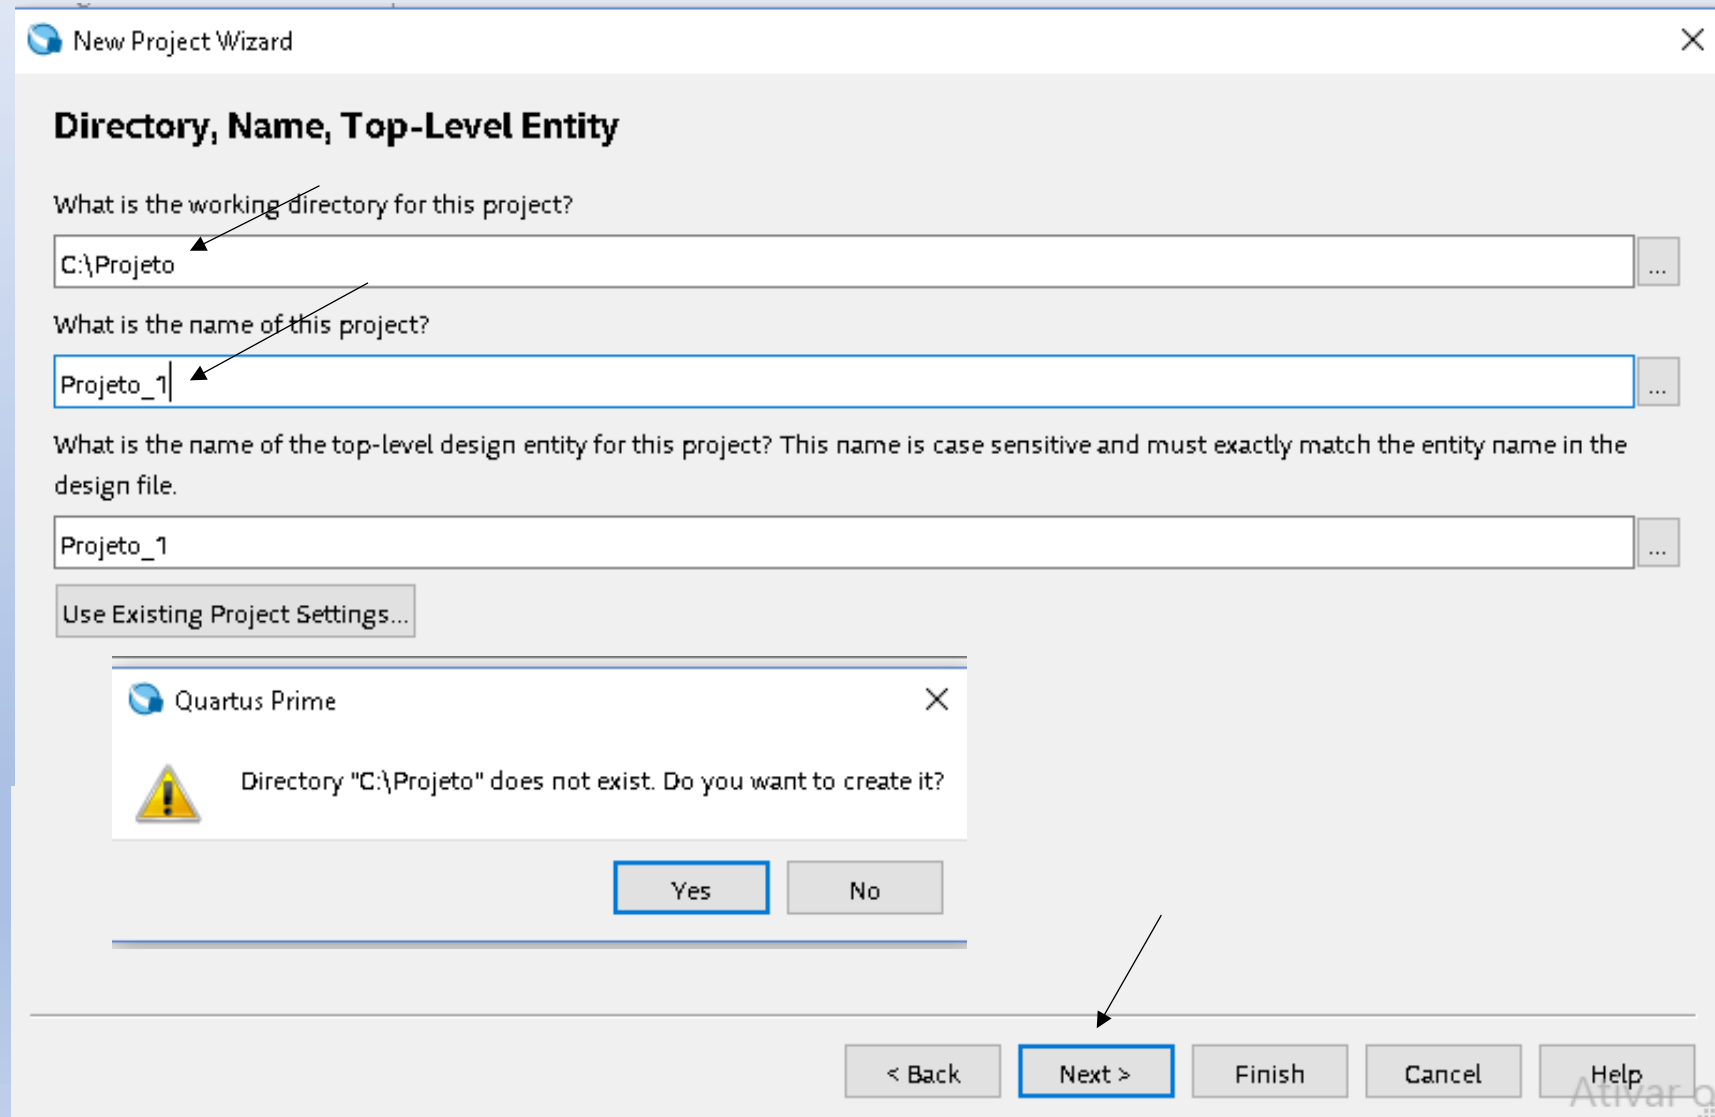 New Project Wizard
Directory, Name, Top-Level Entity
What is the working directory for this project?
C:\Projeto
...
What is the name of this project?
Projeto_1
...
What is the name of the top-level design entity for this project? This name is case sensitive and must exactly match the entity name in the
design file.
Projeto_1
...
Use Existing Project Settings...
Quartus Prime
Directory "C:\Projeto" does not exist. Do you want to create it?
Yes
No
< Back
Next >
Finish
Cancel
Help
Ativar o